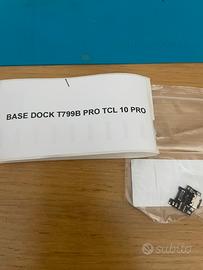 BASE DOCK T799B PRO TCL 10 PRO
subito